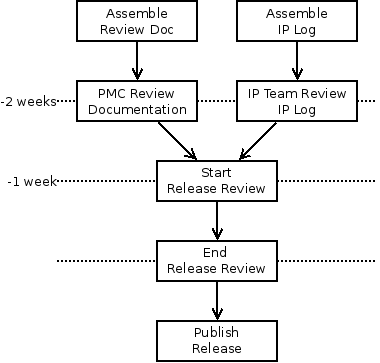 Assemble
Review Doc
Assemble
IP Log
-2 weeks
PMC Review
Documentation
IP Team Review
IP Log
-1 week
Start
Release Review
End
Release Review
Publish
Release